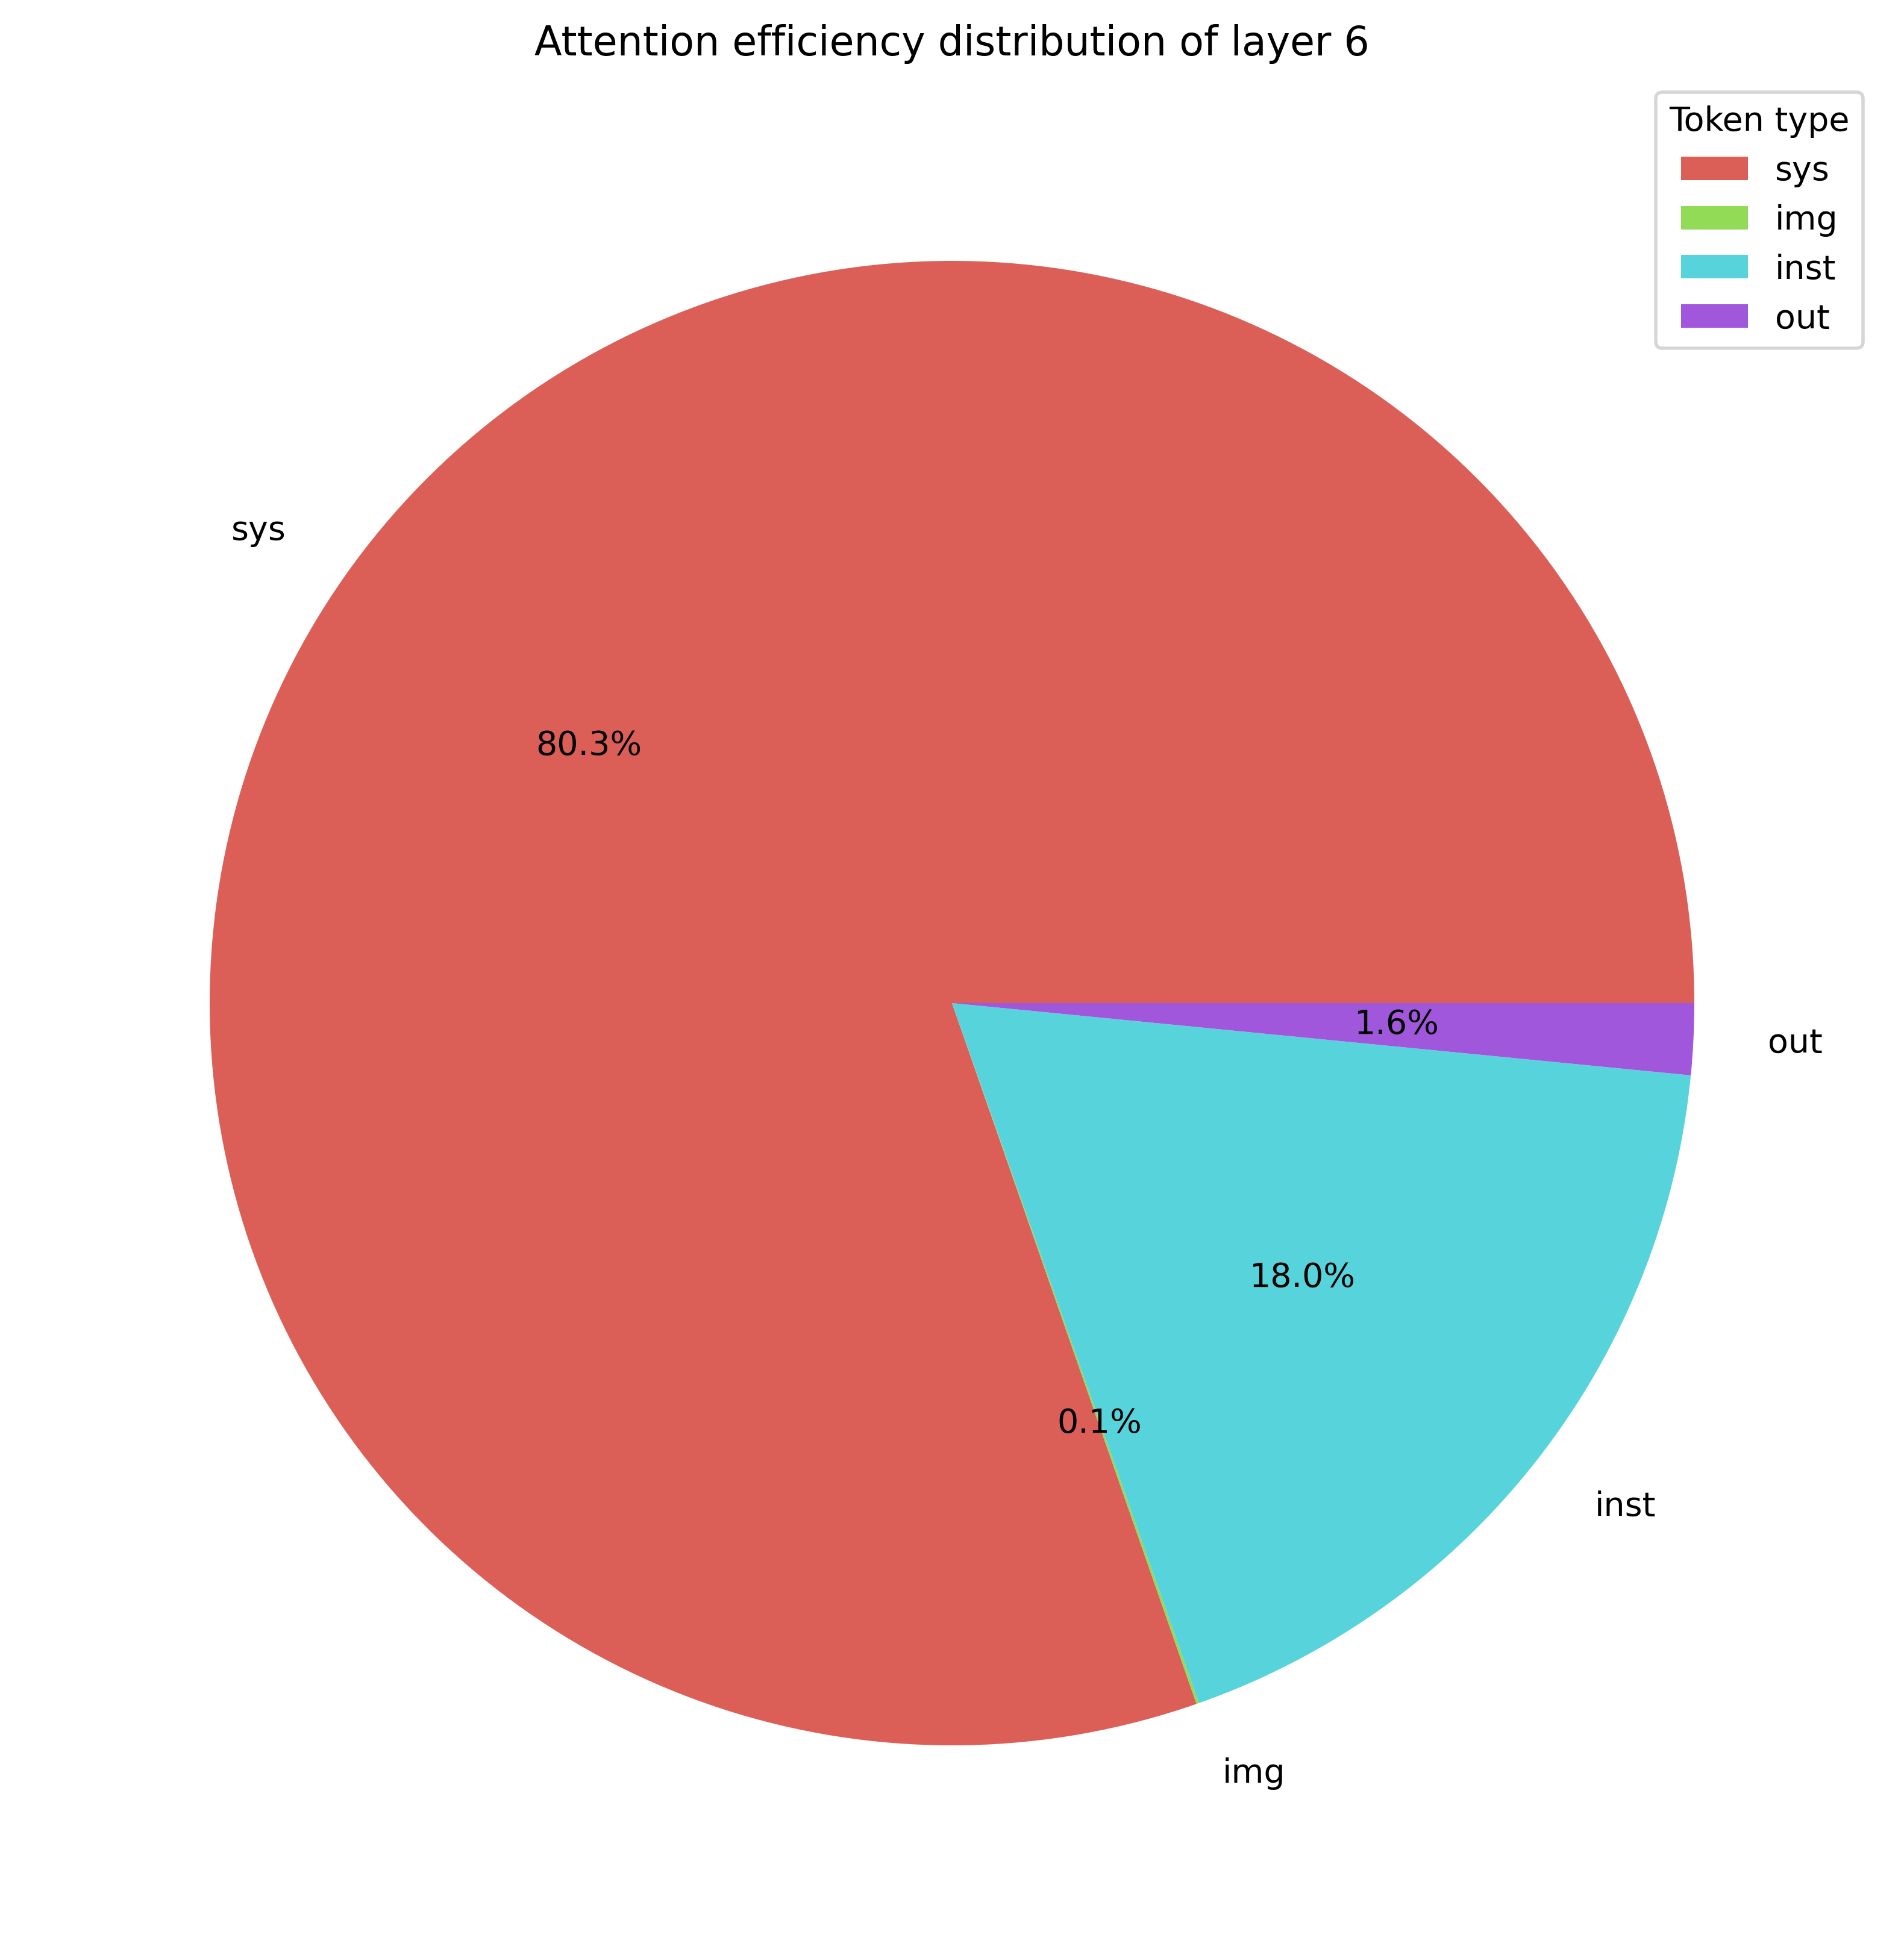 Attention efficiency distribution of layer 6
Token type
sys
img
inst
out
sys
80.3%
1.6%
out
18.0%
0.1%
inst
img